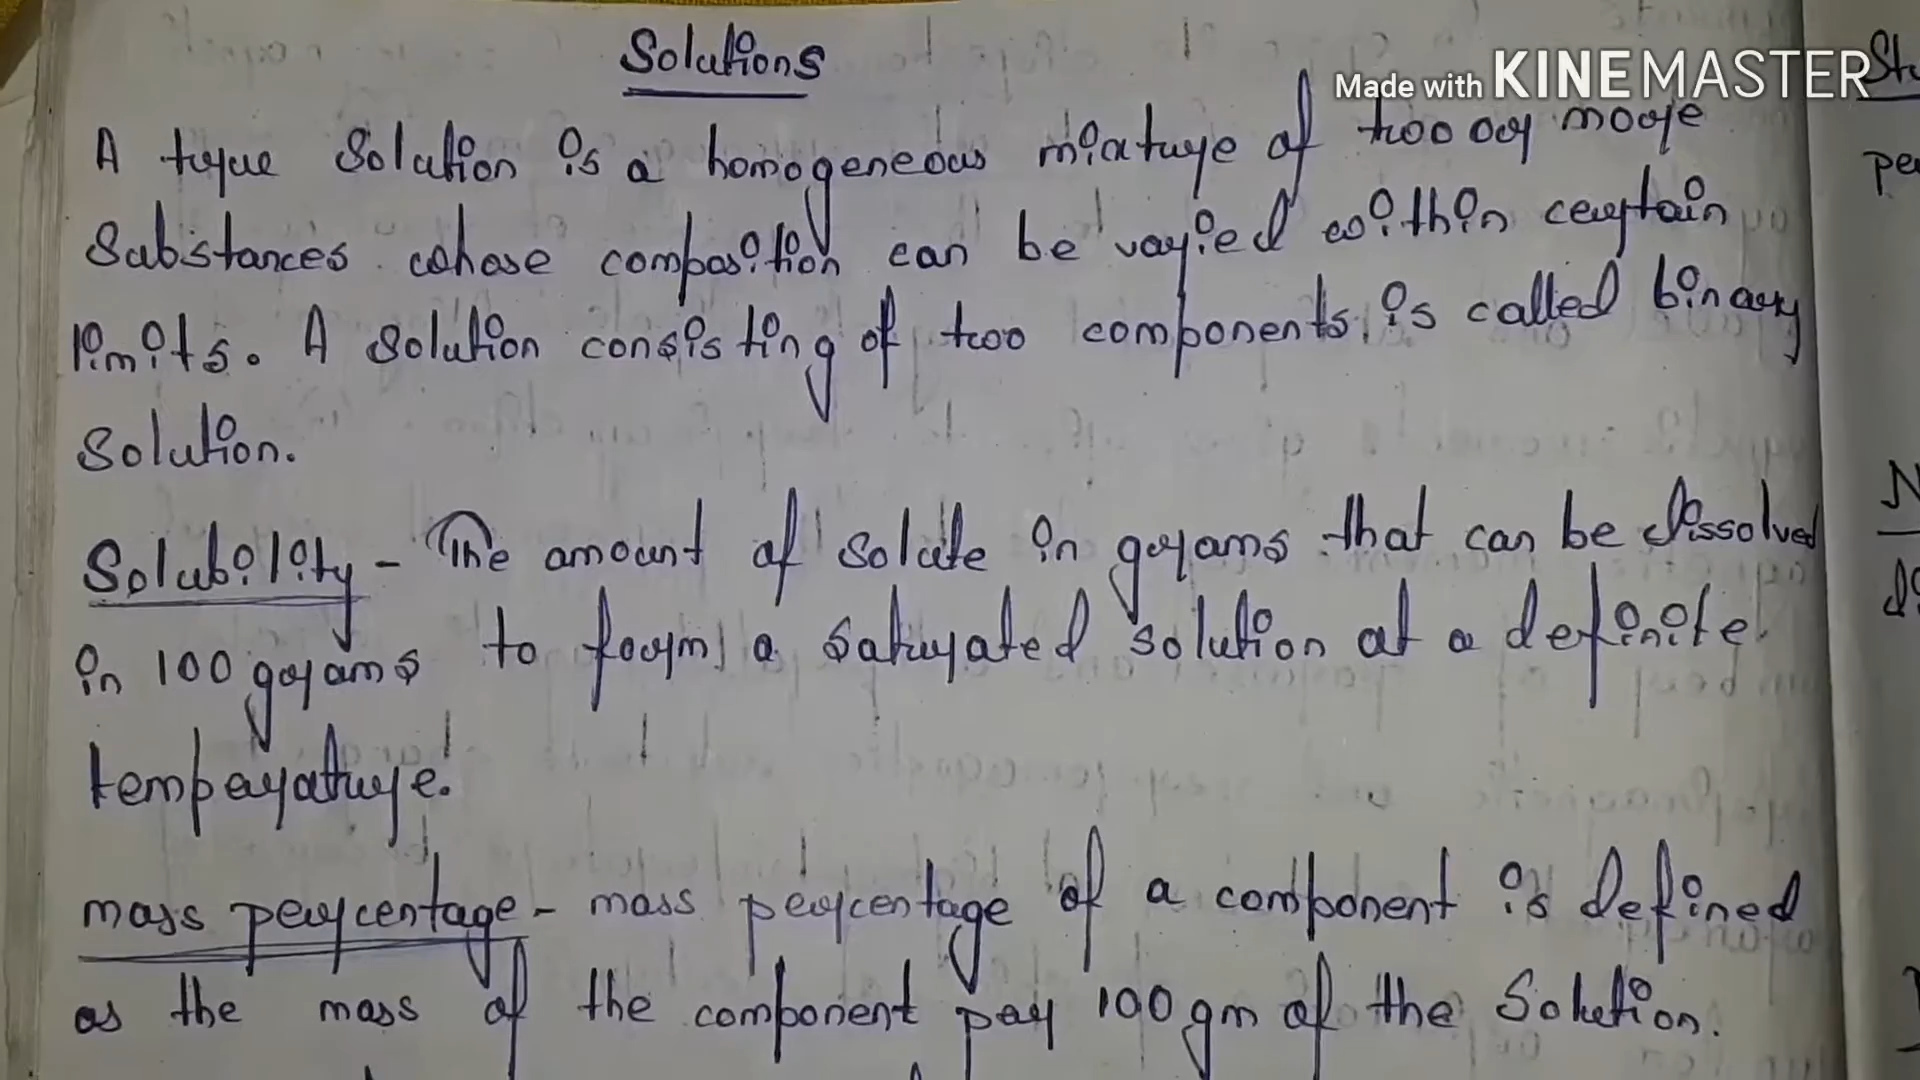 Solutions
Made with KINEMASTER
A true solution is a homogeneous mixture of two or more
substances whose composition can be varied within certain
limits. A solution consisting of two components is called binary
solution.
Solubility - The amount of solute in grams that can be dissolved
in 100 grams to form a saturated solution at a definite
temperature.
mass percentage - mass percentage of a component is defined
as the mass of the component per 100 gm of the solution.